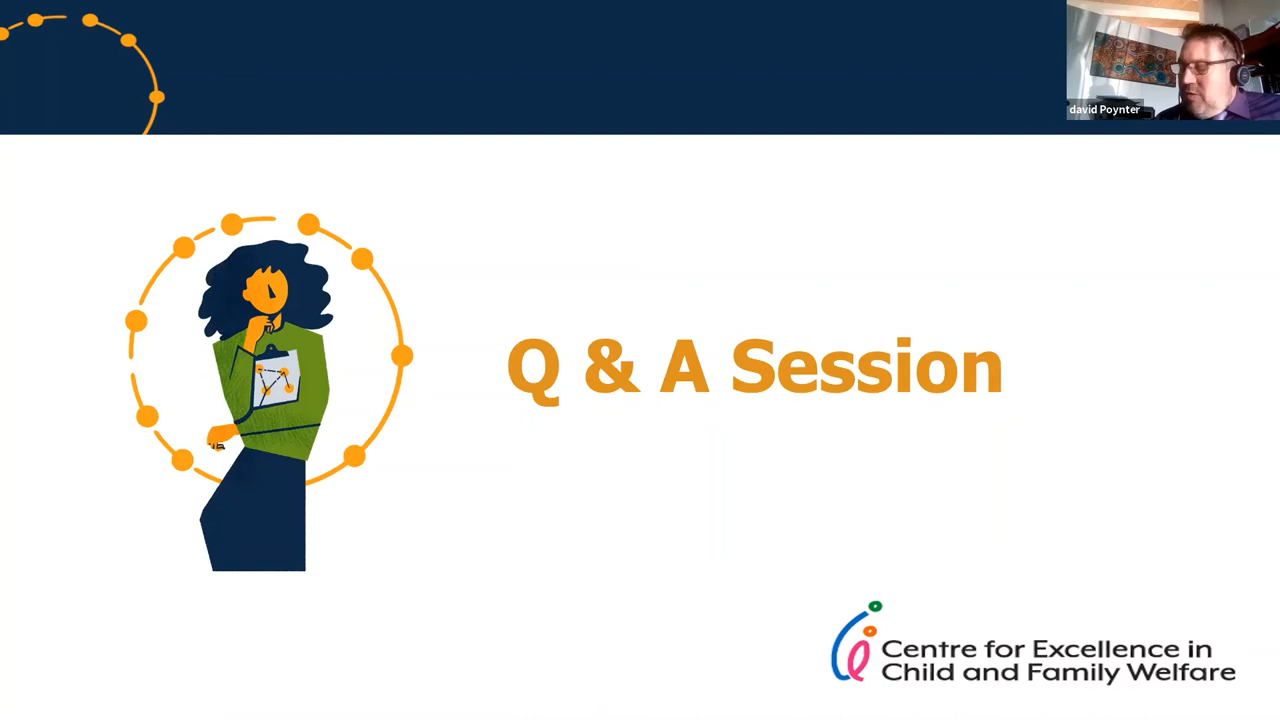 david Poynter
Q & A Session
Centre for Excellence in
Child and Family Welfare